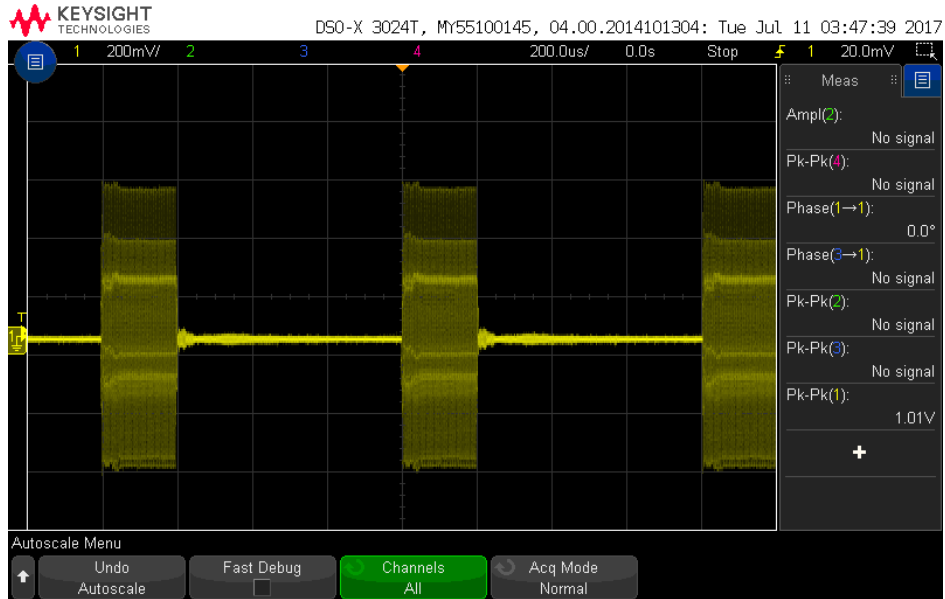 KEYSIGHT
TECHNOLOGIES
DSO-X 3024T, MY55100145, 04.00.2014101304: Tue Jul 11 03:47:39 2017
1 200mV/ 2 3 4 200.0us/ 0.0s Stop 1 20.0mV
Meas
Ampl(2):
No signal
Pk-Pk(4):
No signal
Phase(1→1):
0.0°
Phase(3→1):
No signal
Pk-Pk(2):
No signal
Pk-Pk(3):
No signal
Pk-Pk(1):
1.01V
T
1
Autoscale Menu
Undo
Autoscale
Fast Debug
Channels
All
Acq Mode
Normal